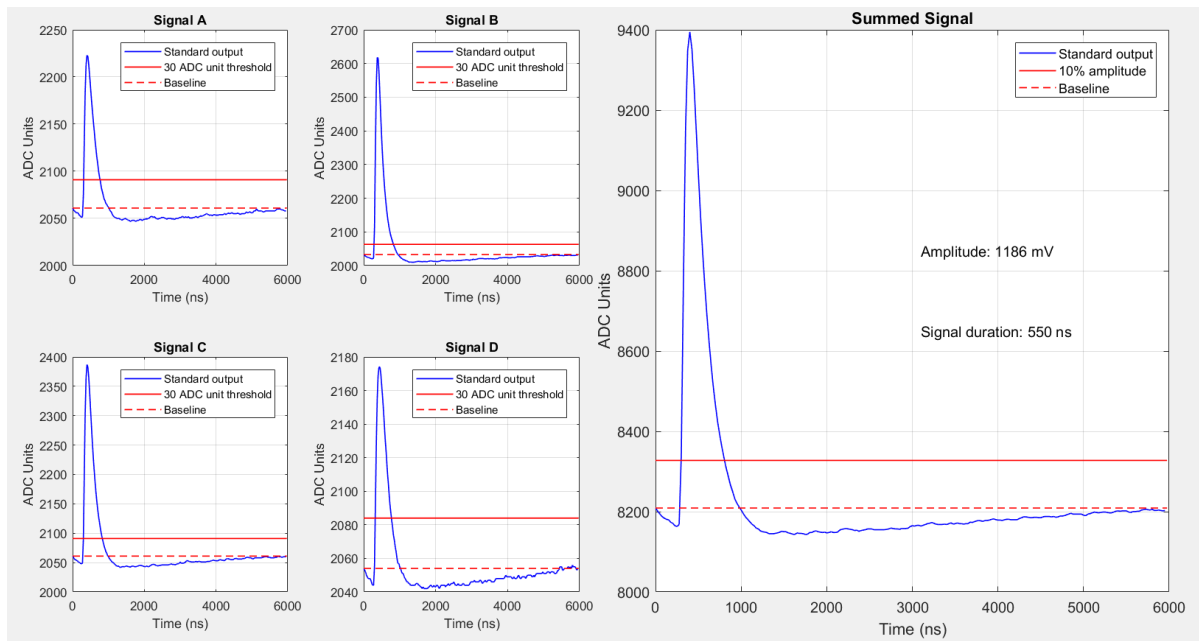 Signal A
2250
2200
2150
2100
2050
2000
ADC Units
0
2000
4000
6000
Time (ns)
Standard output
30 ADC unit threshold
Baseline
Signal B
2700
2600
2500
2400
2300
2200
2100
2000
ADC Units
0
2000
4000
6000
Time (ns)
Standard output
30 ADC unit threshold
Baseline
Signal C
2400
2350
2300
2250
2200
2150
2100
2050
2000
ADC Units
0
2000
4000
6000
Time (ns)
Standard output
30 ADC unit threshold
Baseline
Signal D
2180
2160
2140
2120
2100
2080
2060
2040
ADC Units
0
2000
4000
6000
Time (ns)
Standard output
30 ADC unit threshold
Baseline
Summed Signal
9400
9200
9000
8800
8600
8400
8200
8000
ADC Units
0
1000
2000
3000
4000
5000
6000
Time (ns)
Standard output
10% amplitude
Baseline
Amplitude: 1186 mV
Signal duration: 550 ns